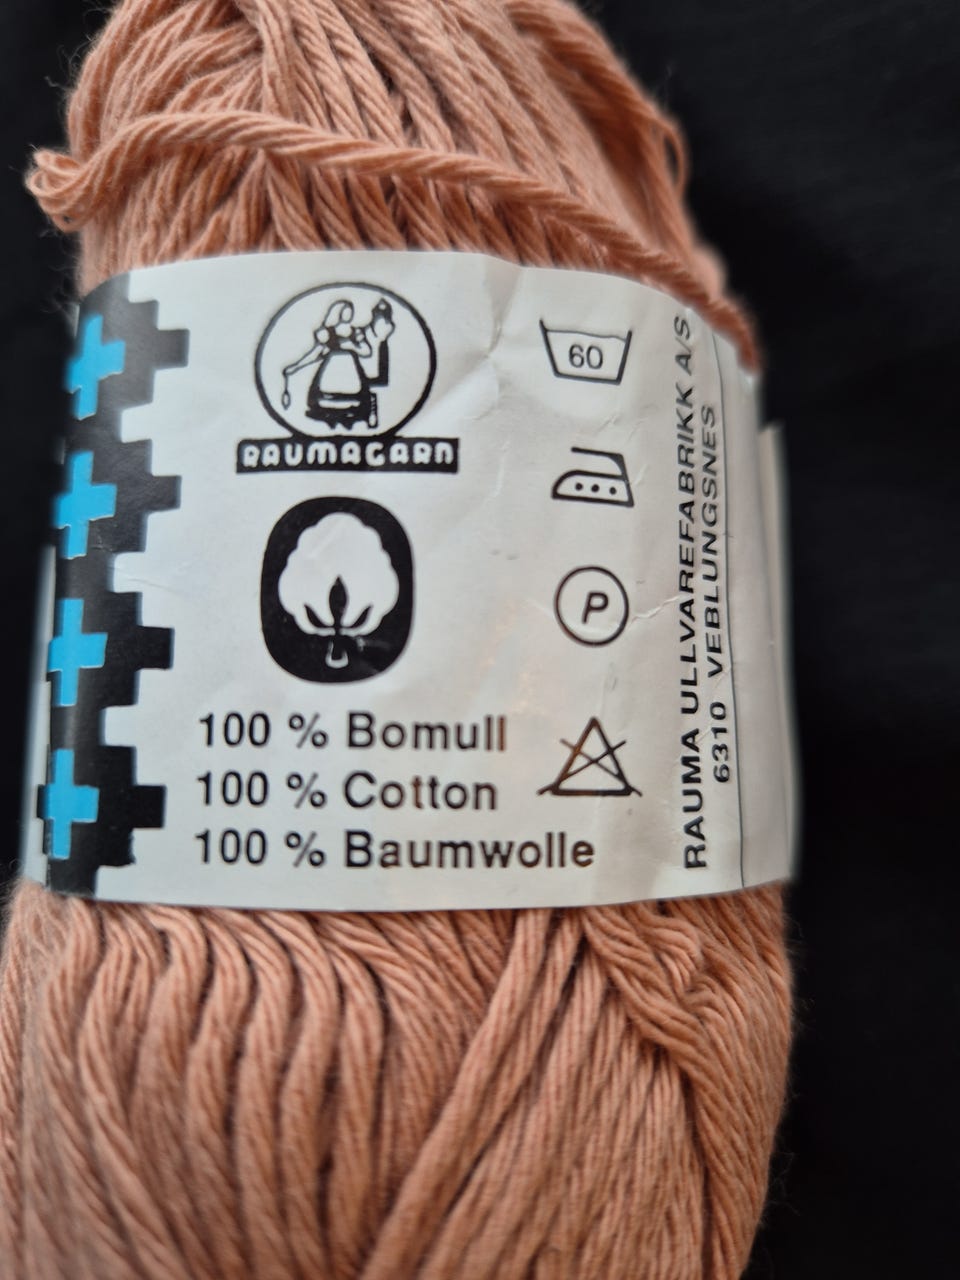 RAUMAGARN
60
P
100 % Bomull
100 % Cotton
100 % Baumwolle
RAUMA ULLVAREFABRIKK A/S
6310 VEBLUNGSNES